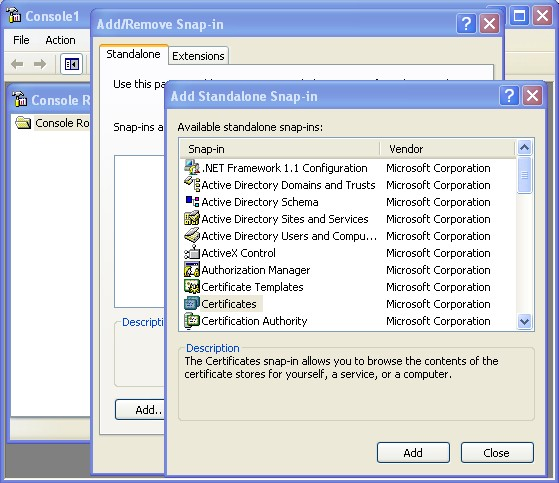 Console1
File Action
Console R
Console Ro
Add/Remove Snap-in
Standalone Extensions
Use this pa
Snap-ins a
Descripti
Add..
Add Standalone Snap-in
Available standalone snap-ins:
Snap-in Vendor
.NET Framework 1.1 Configuration Microsoft Corporation
Active Directory Domains and Trusts Microsoft Corporation
Active Directory Schema Microsoft Corporation
Active Directory Sites and Services Microsoft Corporation
Active Directory Users and Compu... Microsoft Corporation
ActiveX Control Microsoft Corporation
Authorization Manager Microsoft Corporation
Certificate Templates Microsoft Corporation
Certificates Microsoft Corporation
Certification Authority Microsoft Corporation
Description
The Certificates snap-in allows you to browse the contents of the
certificate stores for yourself, a service, or a computer.
Add Close